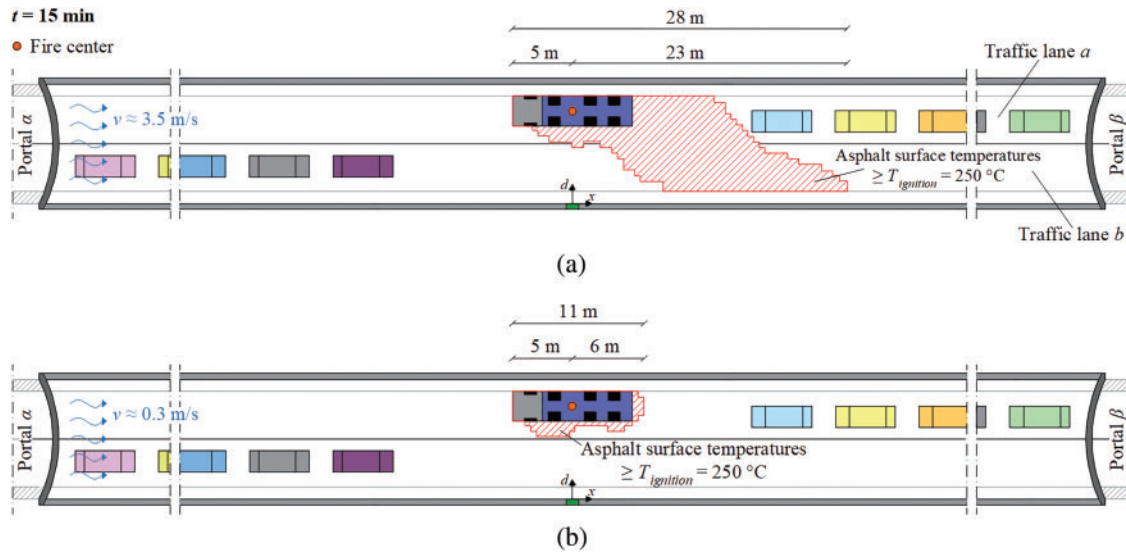 t = 15 min
Fire center
28 m
5 m
23 m
Traffic lane a
Portal α
v ≈ 3.5 m/s
Portal β
Asphalt surface temperatures
≥ Tignition = 250 °C
d
x
Traffic lane b
(a)
11 m
5 m
6 m
Portal α
v ≈ 0.3 m/s
Portal β
Asphalt surface temperatures
≥ Tignition = 250 °C
d
x
(b)